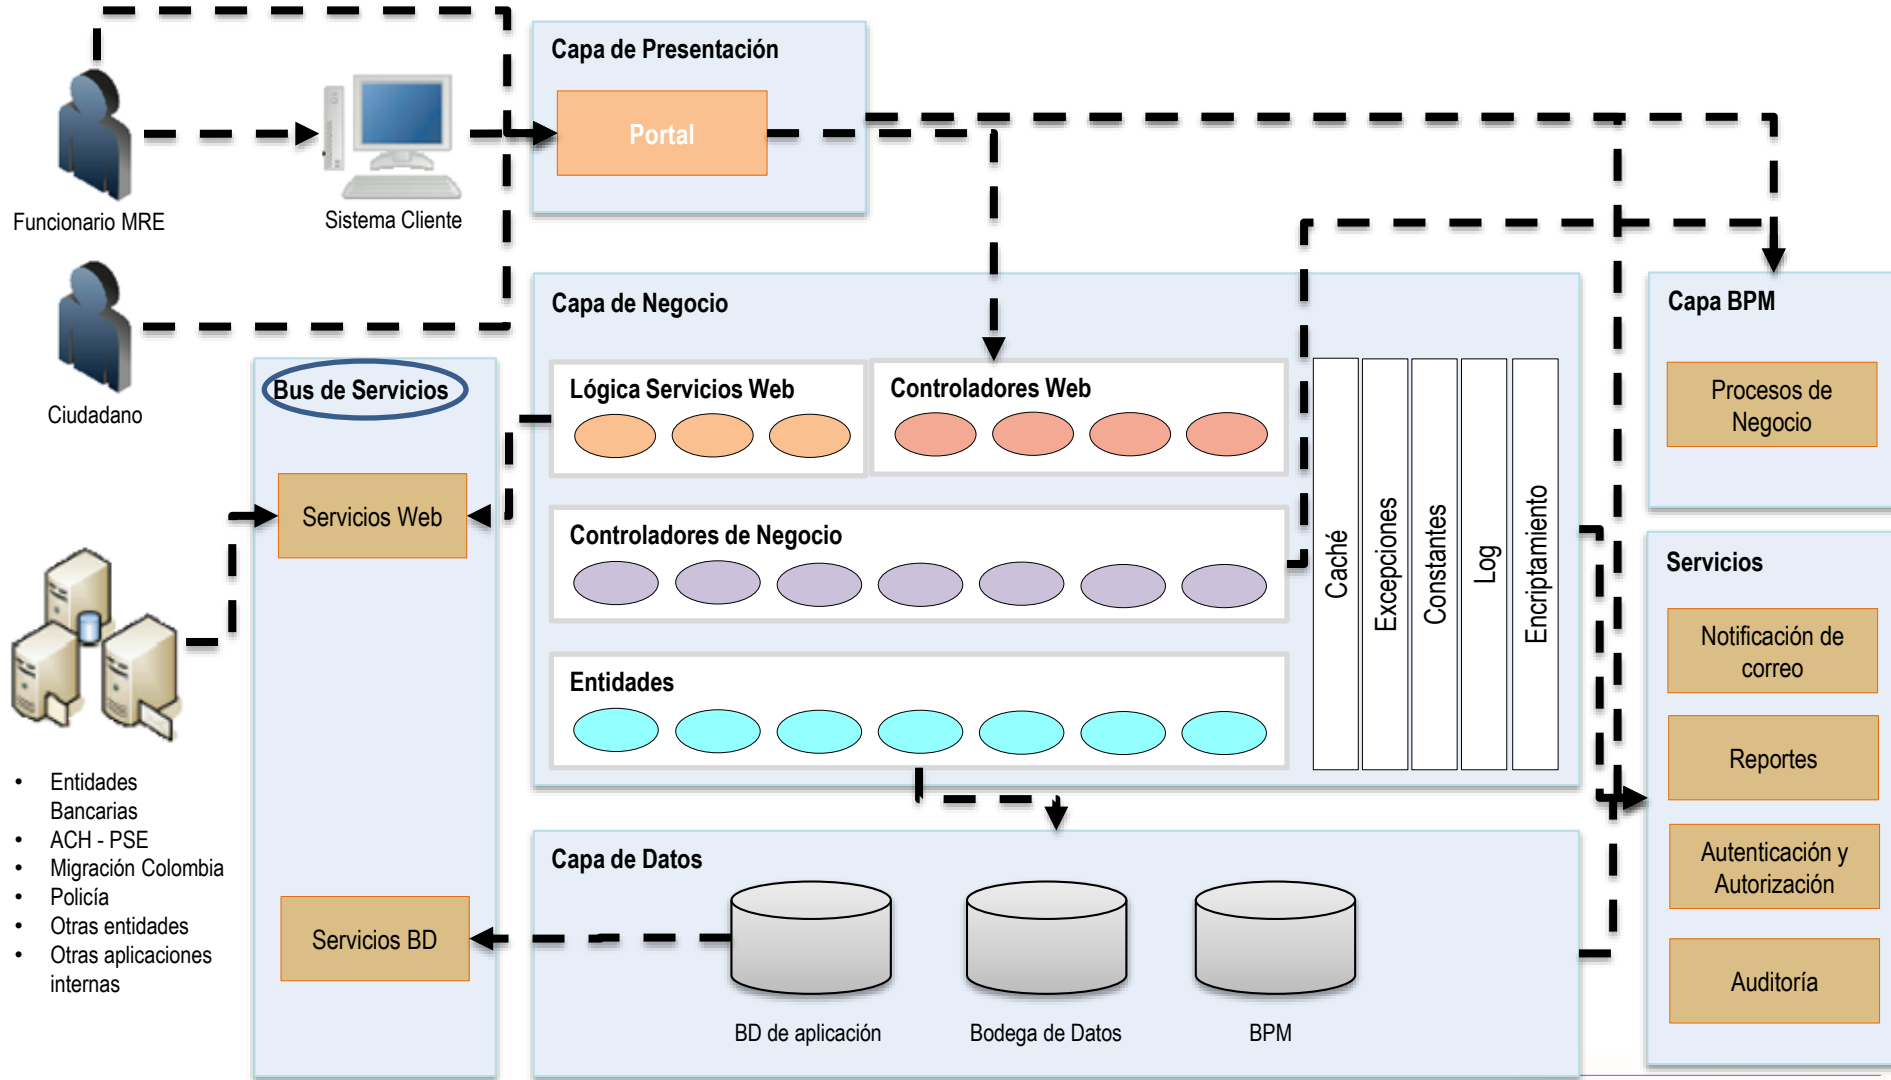 Capa de Presentación
Portal
Funcionario MRE
Sistema Cliente
Ciudadano
Bus de Servicios
Servicios Web
Servicios BD
• Entidades
Bancarias
• ACH - PSE
• Migración Colombia
• Policía
• Otras entidades
• Otras aplicaciones
internas
Capa de Negocio
Lógica Servicios Web
Controladores Web
Controladores de Negocio
Entidades
Caché
Excepciones
Constantes
Log
Encriptamiento
Capa de Datos
BD de aplicación
Bodega de Datos
BPM
Capa BPM
Procesos de
Negocio
Servicios
Notificación de
correo
Reportes
Autenticación y
Autorización
Auditoría